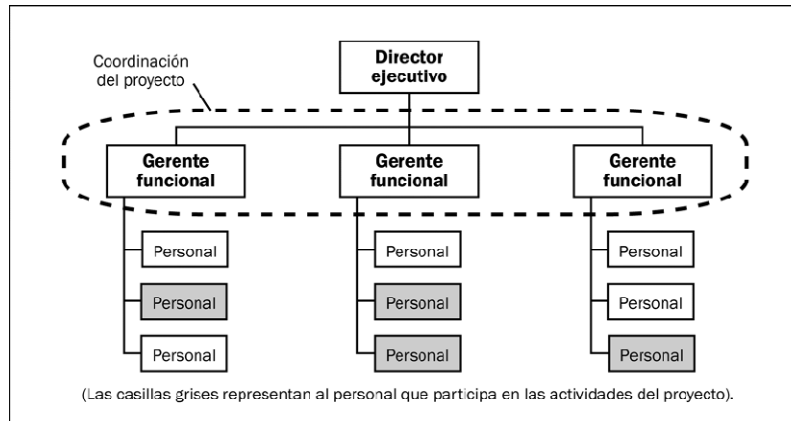 Coordinación
del proyecto
Director
ejecutivo
Gerente
funcional
Gerente
funcional
Gerente
funcional
Personal
Personal
Personal
Personal
Personal
Personal
Personal
Personal
Personal
(Las casillas grises representan al personal que participa en las actividades del proyecto).